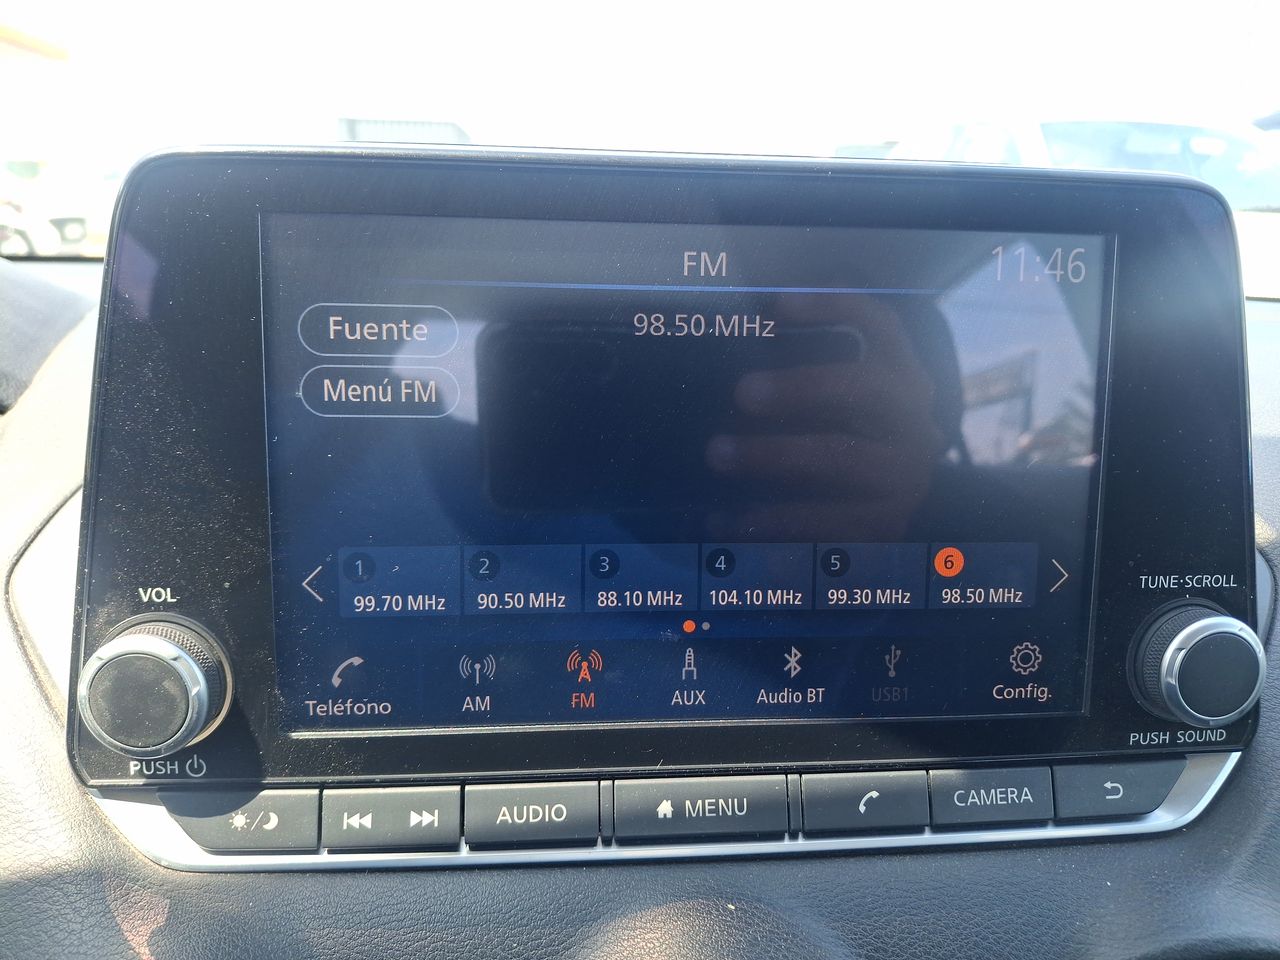 FM
11:46
Fuente
98.50 MHz
Menú FM
1 2 3 4 5 6
99.70 MHz 90.50 MHz 88.10 MHz 104.10 MHz 99.30 MHz 98.50 MHz
Teléfono AM FM AUX Audio BT USB1 Config.
VOL
PUSH
TUNE·SCROLL
PUSH SOUND
AUDIO MENU CAMERA